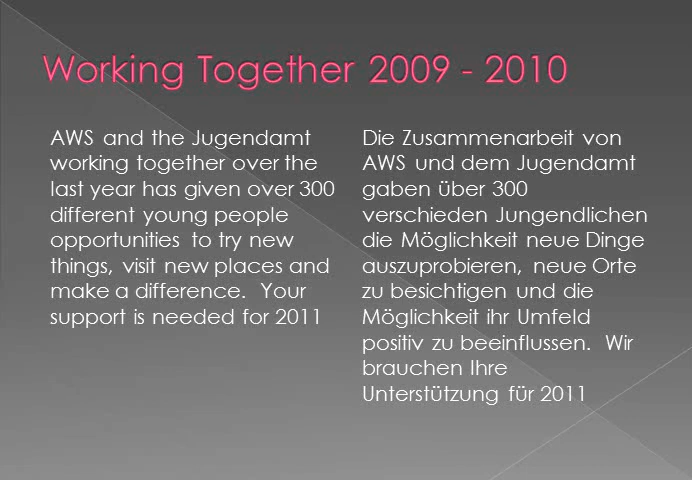 Working Together 2009 - 2010
AWS and the Jugendamt
working together over the
last year has given over 300
different young people
opportunities to try new
things, visit new places and
make a difference. Your
support is needed for 2011
Die Zusammenarbeit von
AWS und dem Jugendamt
gaben über 300
verschieden Jungendlichen
die Möglichkeit neue Dinge
auszuprobieren, neue Orte
zu besichtigen und die
Möglichkeit ihr Umfeld
positiv zu beeinflussen. Wir
brauchen Ihre
Unterstützung für 2011